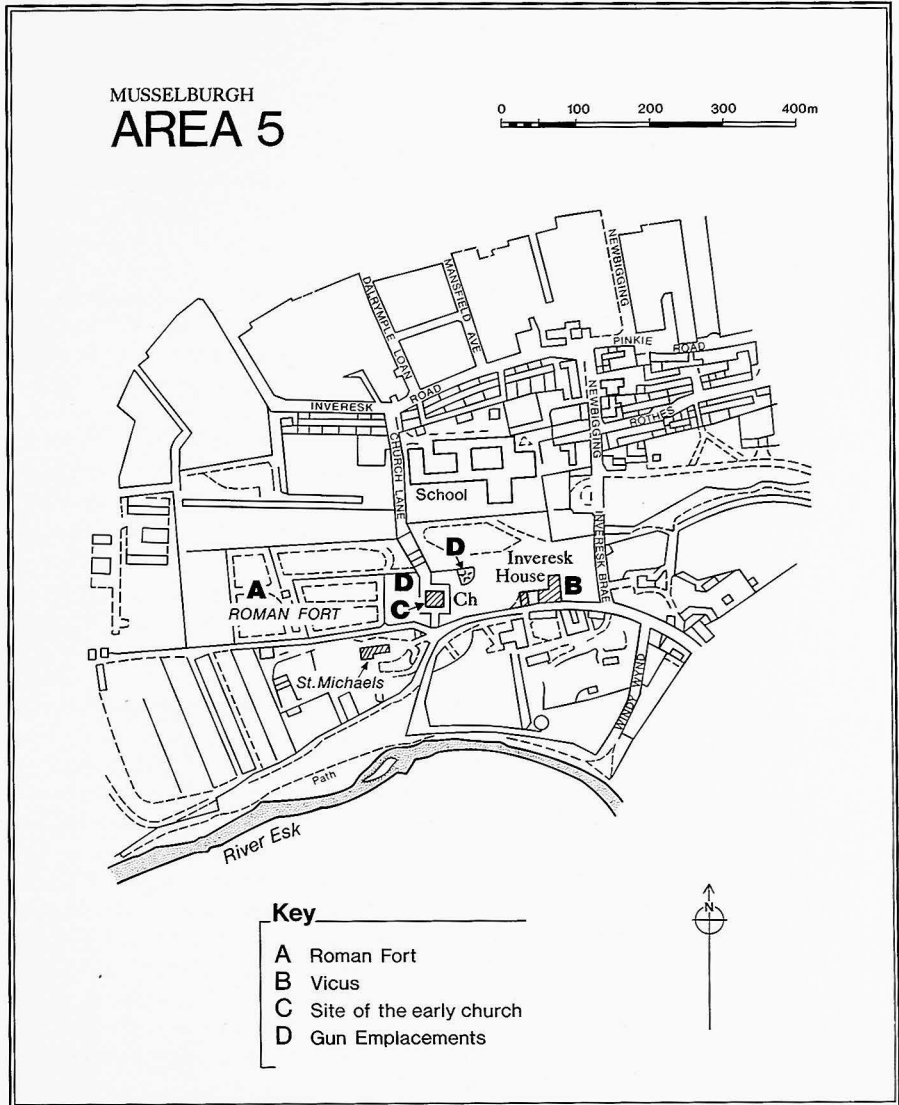 MUSSELBURGH
AREA 5
0 100 200 300 400m
DALRYMPLE LOAN
MANSFIELD AVE
NEWBIGGING
PINKIE ROAD
INVERESK ROAD
NEWBIGGING
ROTHES
CHURCH LANE
School
INVERESK BRAE
D
Inveresk
House
A
ROMAN FORT
D
C
Ch
B
St.Michaels
WINDY WYND
Path
River Esk
N
Key
A Roman Fort
B Vicus
C Site of the early church
D Gun Emplacements